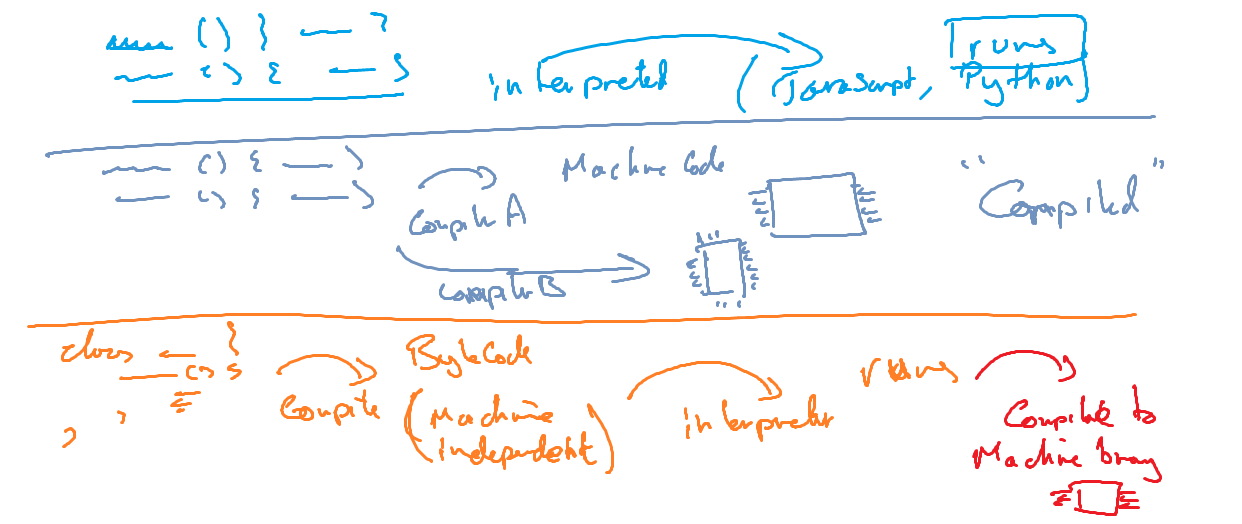 runs
interpreted (Javascript, Python)
Machine Code
Compiler A
"Compiled"
Compiler B
class
ByteCode
Compile
(Machine
independent)
interpreter
runs
Compile to
Machine binary